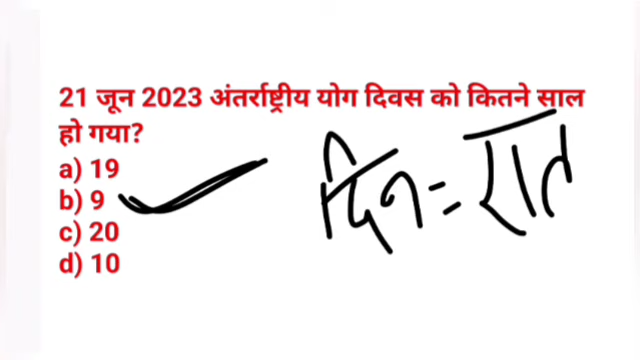 21 जून 2023 अंतर्राष्ट्रीय योग दिवस को कितने साल
हो गया?
a) 19
b) 9
c) 20
d) 10
दिन = रात